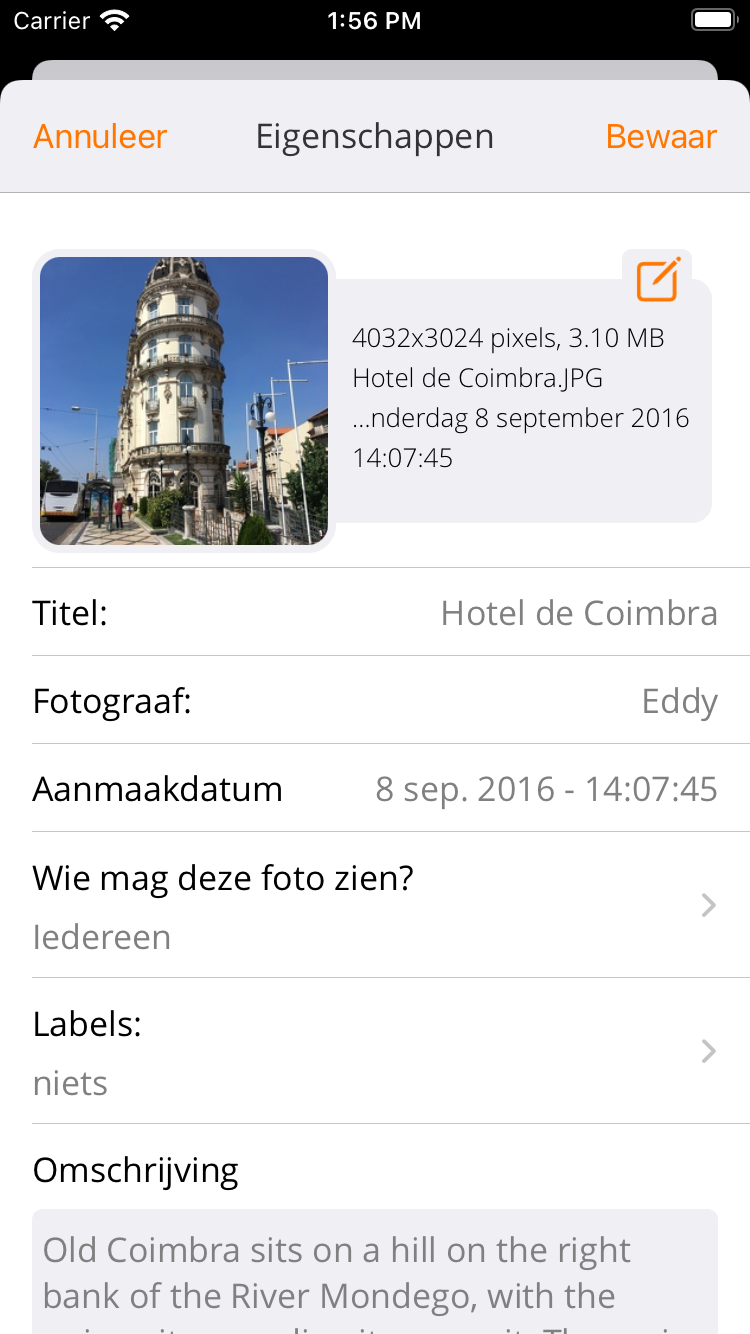 Carrier 1:56 PM
Annuleer Eigenschappen Bewaar
4032x3024 pixels, 3.10 MB
Hotel de Coimbra.JPG
...nderdag 8 september 2016
14:07:45
Titel: Hotel de Coimbra
Fotograaf: Eddy
Aanmaakdatum 8 sep. 2016 - 14:07:45
Wie mag deze foto zien?
Iedereen
Labels:
niets
Omschrijving
Old Coimbra sits on a hill on the right
bank of the River Mondego, with the